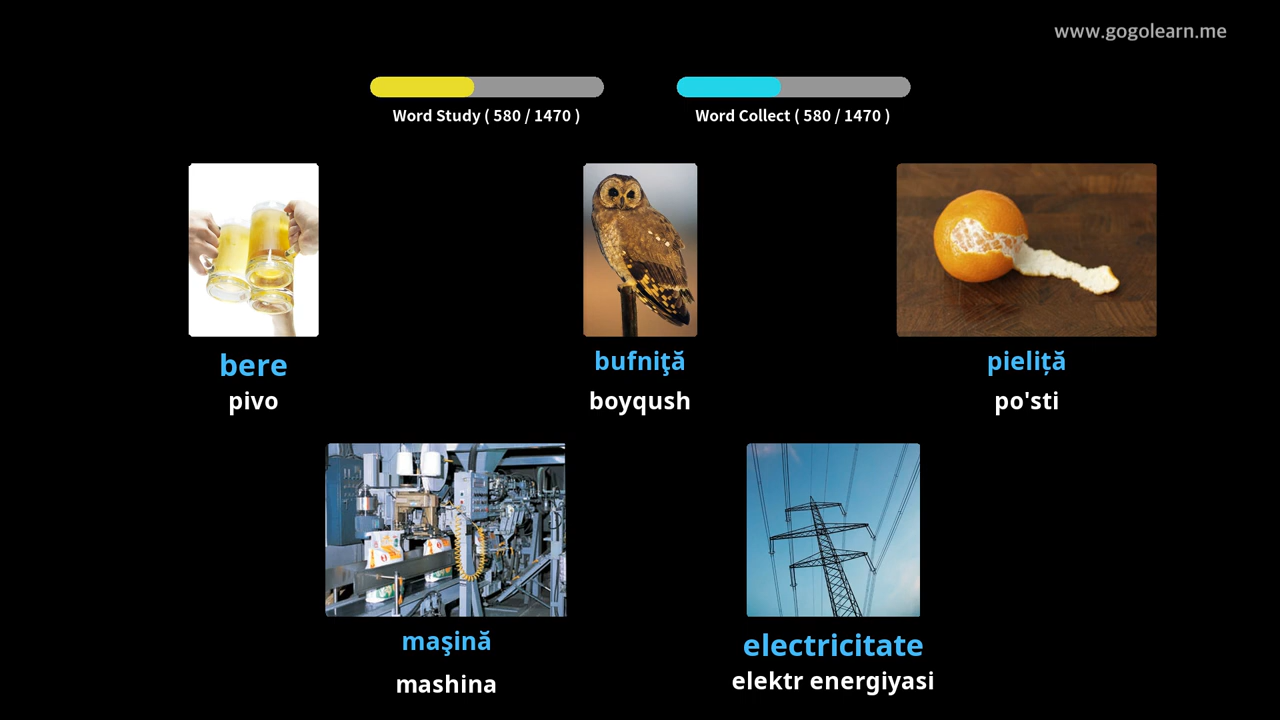 www.gogolearn.me
Word Study ( 580 / 1470 )
Word Collect ( 580 / 1470 )
bere
bufniţă
pieliță
pivo
boyqush
po'sti
maşină
electricitate
mashina
elektr energiyasi